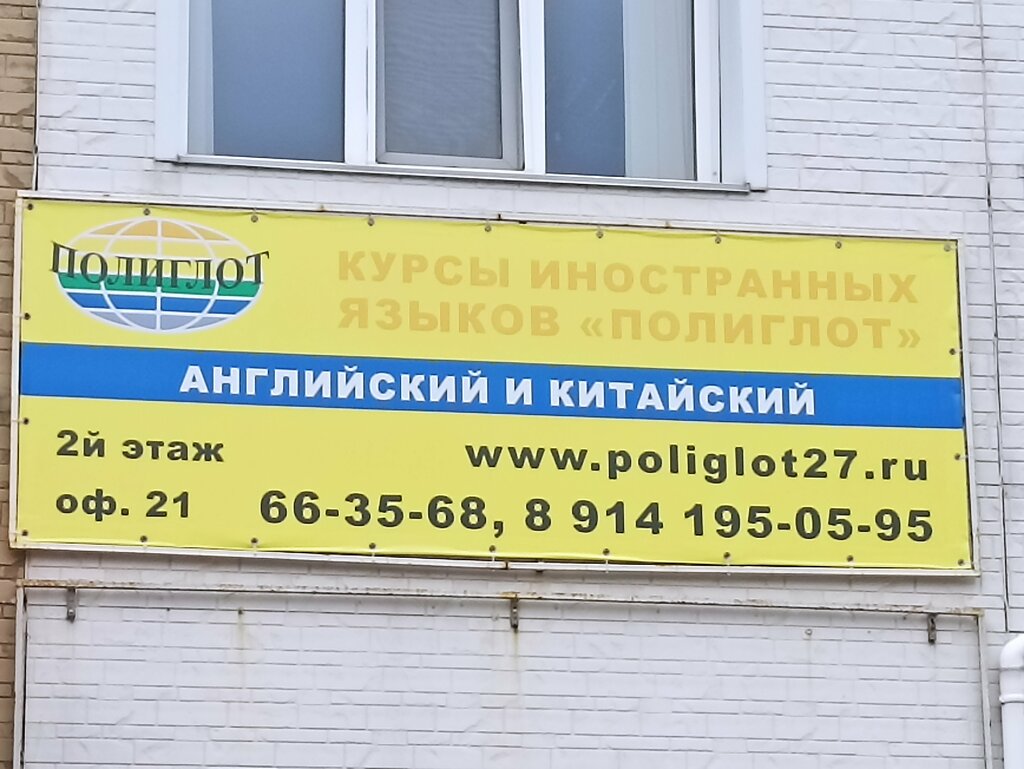 ПОЛИГЛОТ
КУРСЫ ИНОСТРАННЫХ
ЯЗЫКОВ «ПОЛИГЛОТ»
АНГЛИЙСКИЙ И КИТАЙСКИЙ
2й этаж
www.poligIot27.ru
оф. 21
66-35-68, 8 914 195-05-95